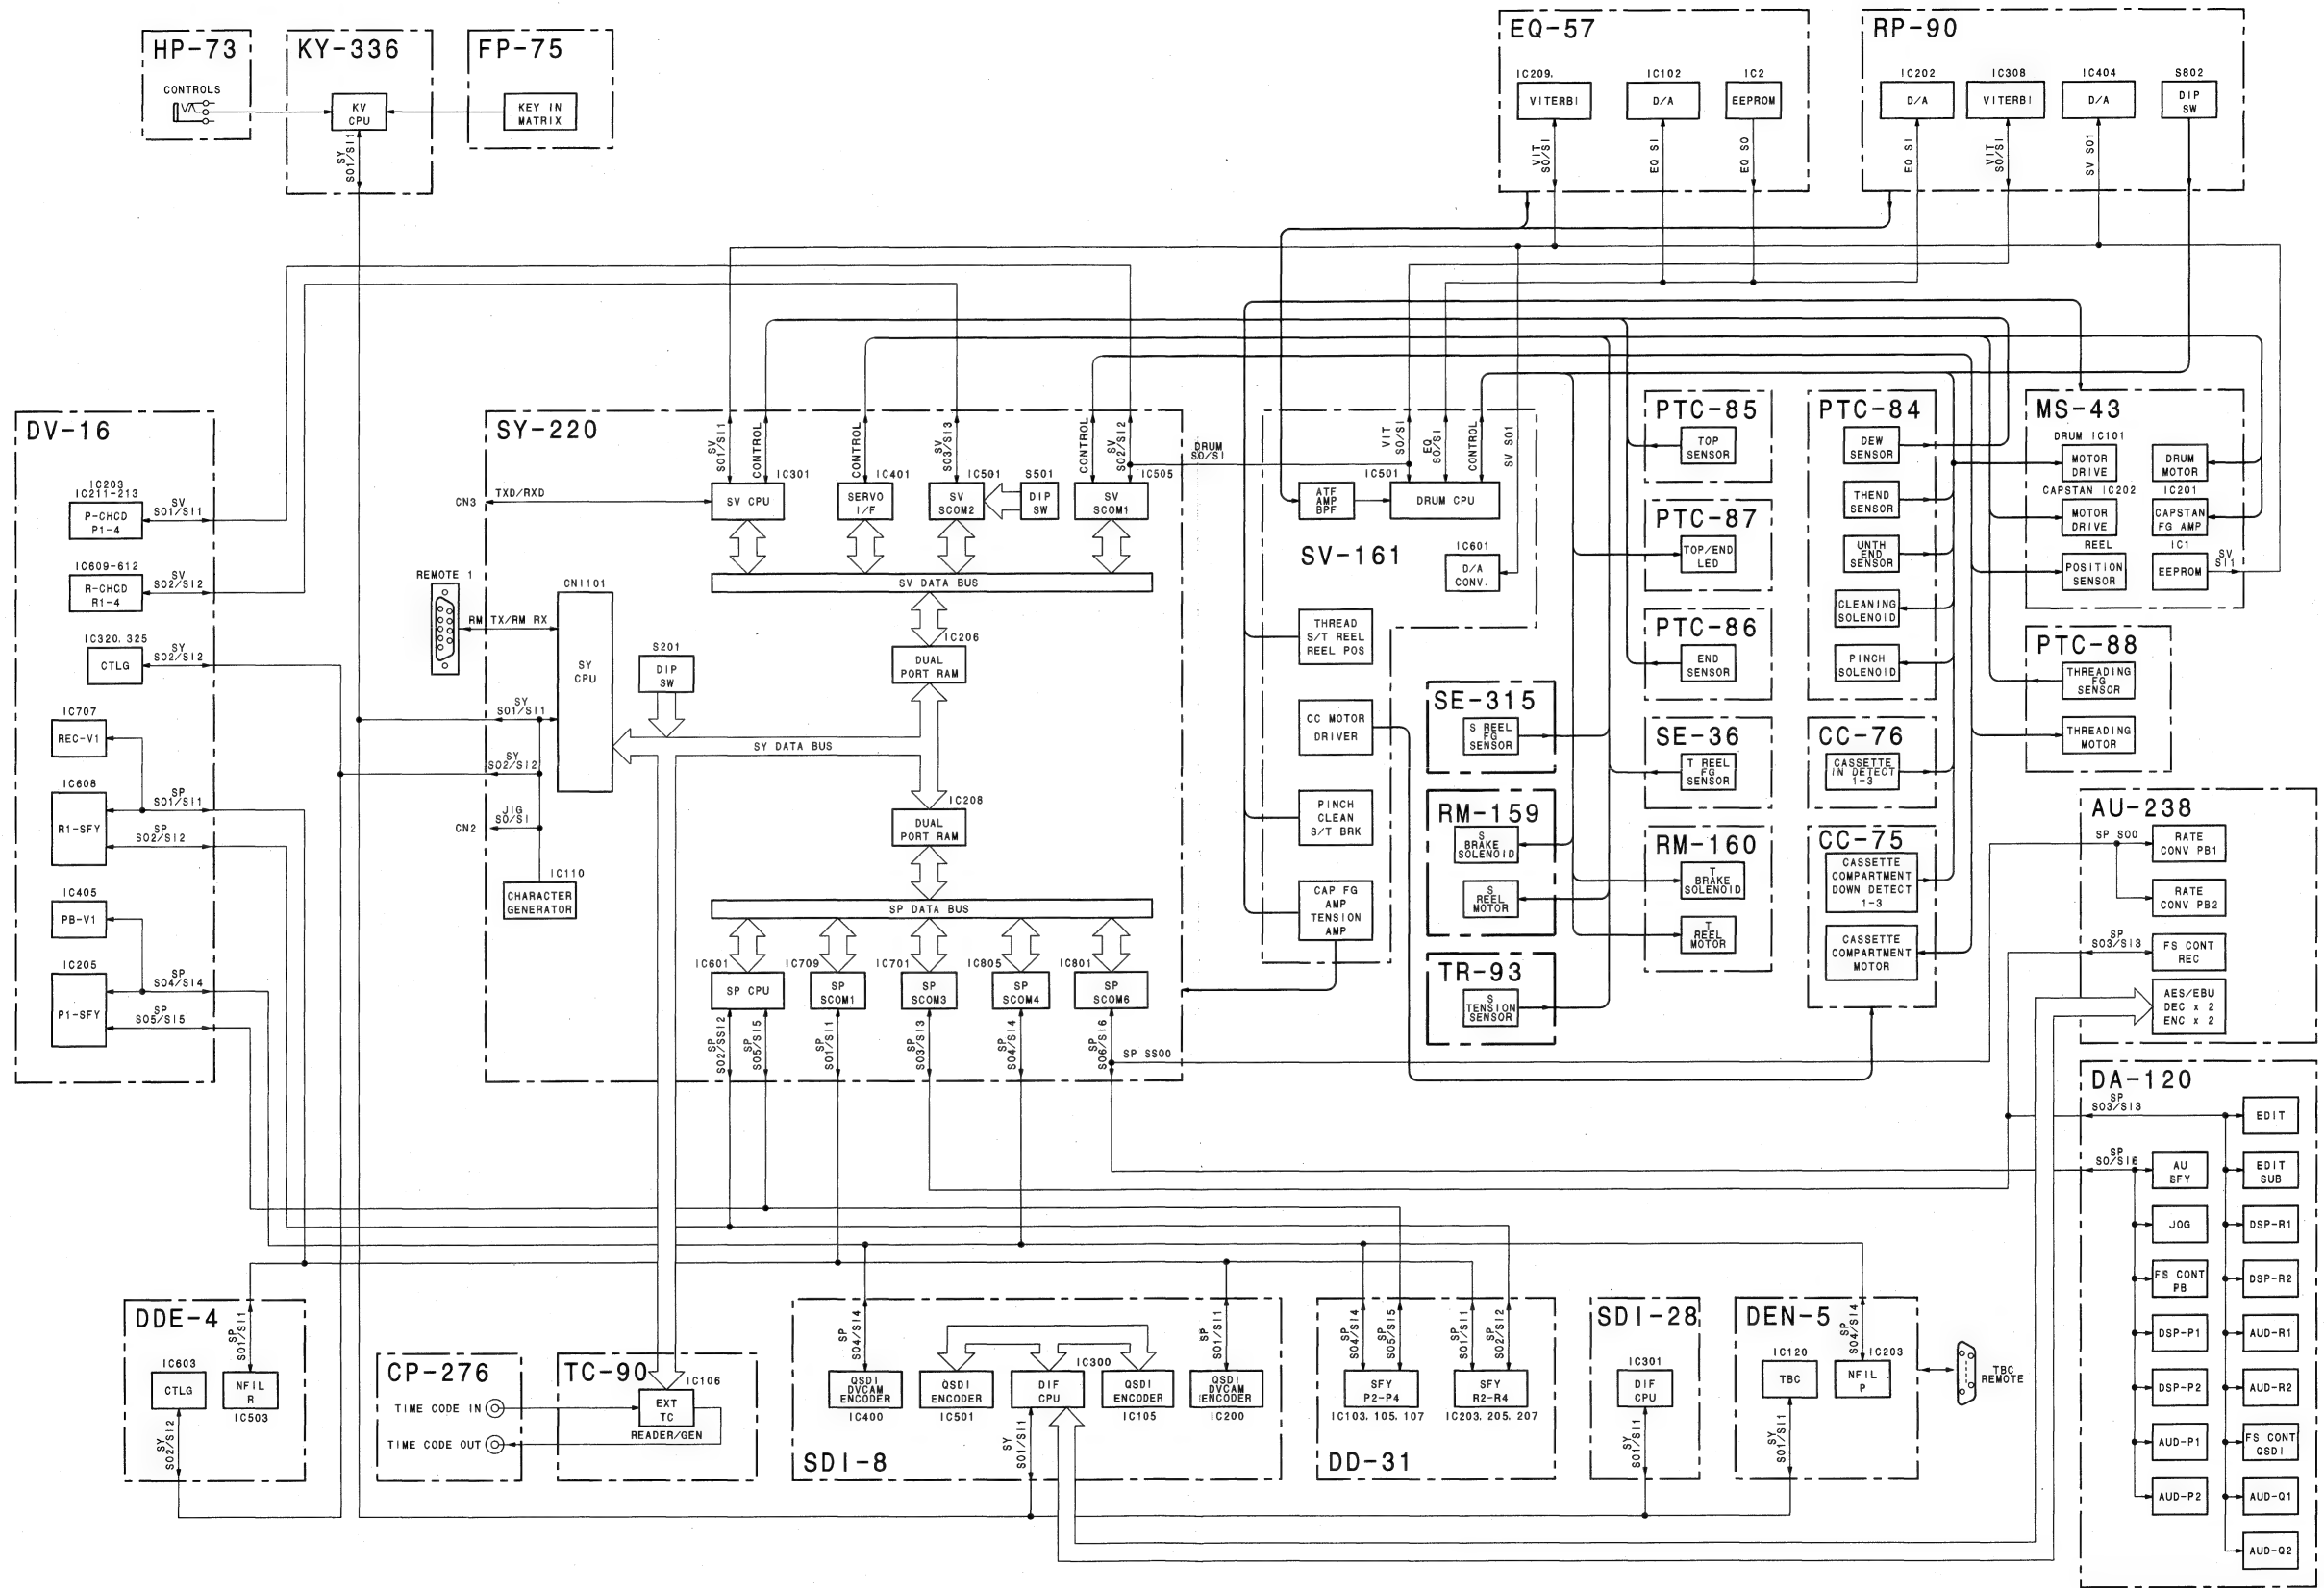 HP-73
CONTROLS
KY-336
KV
CPU
SY
SO1/SI1
FP-75
KEY IN
MATRIX
EQ-57
IC209.
VITERBI
VIT
SO/SI
IC102
D/A
EQ SI
IC2
EEPROM
EQ SO
RP-90
IC202
D/A
EQ SI
IC308
VITERBI
VIT
SO/SI
IC404
D/A
SV SO1
S802
DIP
SW
DV-16
IC203
IC211-213
P-CHCD
P1-4
SV
SO1/SI1
IC609-612
R-CHCD
R1-4
SV
SO2/SI2
IC320. 325
CTLG
SY
SO2/SI2
IC707
REC-V1
IC608
R1-SFY
SP
SO1/SI1
SP
SO2/SI2
IC405
PB-V1
IC205
P1-SFY
SP
SO4/SI4
SP
SO5/SI5
REMOTE 1
SY-220
SV
SO1/SI1
CONTROL
IC301
SV CPU
CN3
TXD/RXD
CONTROL
IC401
SERVO
I/F
SV
SO3/SI3
IC501
SV
SCOM2
S501
DIP
SW
CONTROL
SV
SO2/SI2
IC505
SV
SCOM1
SV DATA BUS
CN1101
RM TX/RM RX
SY
CPU
S201
DIP
SW
IC206
DUAL
PORT RAM
SY
SO1/SI1
SY DATA BUS
SY
SO2/SI2
JIG
SO/SI
CN2
IC208
DUAL
PORT RAM
IC110
CHARACTER
GENERATOR
SP DATA BUS
IC601
SP CPU
IC709
SP
SCOM1
IC701
SP
SCOM3
IC805
SP
SCOM4
IC801
SP
SCOM6
SP
SO2/SI2
SP
SO5/SI5
SP
SO1/SI1
SP
SO3/SI3
SP
SO4/SI4
SP
SO6/SI6
SP SSO0
DRUM
SO/SI
SV-161
VIT
SO/SI
EQ
SO/SI
CONTROL
SV SO1
IC501
ATF
AMP
BPF
DRUM CPU
IC601
D/A
CONV.
THREAD
S/T REEL
REEL POS
CC MOTOR
DRIVER
PINCH
CLEAN
S/T BRK
CAP FG
AMP
TENSION
AMP
SE-315
S REEL
FG
SENSOR
RM-159
S
BRAKE
SOLENOID
S
REEL
MOTOR
TR-93
S
TENSION
SENSOR
PTC-85
TOP
SENSOR
PTC-87
TOP/END
LED
PTC-86
END
SENSOR
SE-36
T REEL
FG
SENSOR
RM-160
T
BRAKE
SOLENOID
T
REEL
MOTOR
PTC-84
DEW
SENSOR
THEND
SENSOR
UNTH
END
SENSOR
CLEANING
SOLENOID
PINCH
SOLENOID
CC-76
CASSETTE
IN DETECT
1-3
CC-75
CASSETTE
COMPARTMENT
DOWN DETECT
1-3
CASSETTE
COMPARTMENT
MOTOR
MS-43
DRUM IC101
MOTOR
DRIVE
DRUM
MOTOR
CAPSTAN IC202
MOTOR
DRIVE
IC201
CAPSTAN
FG AMP
REEL
POSITION
SENSOR
IC1
EEPROM
SV
SI1
PTC-88
THREADING
FG
SENSOR
THREADING
MOTOR
AU-238
SP SO0
RATE
CONV PB1
RATE
CONV PB2
SP
SO3/SI3
FS CONT
REC
AES/EBU
DEC x 2
ENC x 2
DA-120
SP
SO3/SI3
EDIT
SP
SO/SI6
AU
SFY
EDIT
SUB
JOG
DSP-R1
FS CONT
PB
DSP-R2
DSP-P1
AUD-R1
DSP-P2
AUD-R2
AUD-P1
FS CONT
QSDI
AUD-P2
AUD-Q1
AUD-Q2
DDE-4
SP
SO1/SI1
IC603
CTLG
NFIL
R
IC503
SY
SO2/SI2
CP-276
TIME CODE IN
TIME CODE OUT
TC-90
IC106
EXT
TC
READER/GEN
SP
SO4/SI4
QSDI
DVCAM
ENCODER
IC400
QSDI
ENCODER
IC501
IC300
DIF
CPU
SY
SO1/SI1
QSDI
ENCODER
IC105
SP
SO1/SI1
QSDI
DVCAM
ENCODER
IC200
SDI-8
SP
SO4/SI4
SP
SO5/SI5
SFY
P2-P4
IC103. 105. 107
SP
SO1/SI1
SP
SO2/SI2
SFY
R2-R4
IC203. 205. 207
DD-31
SDI-28
IC301
DIF
CPU
SY
SO1/SI1
DEN-5
SP
SO4/SI4
IC120
TBC
IC203
NFIL
P
SY
SO1/SI1
TBC
REMOTE